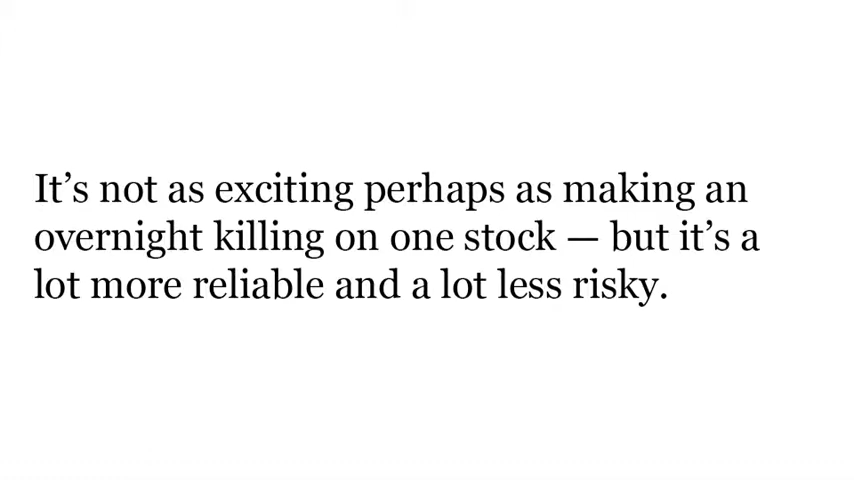 It’s not as exciting perhaps as making an
overnight killing on one stock — but it’s a
lot more reliable and a lot less risky.